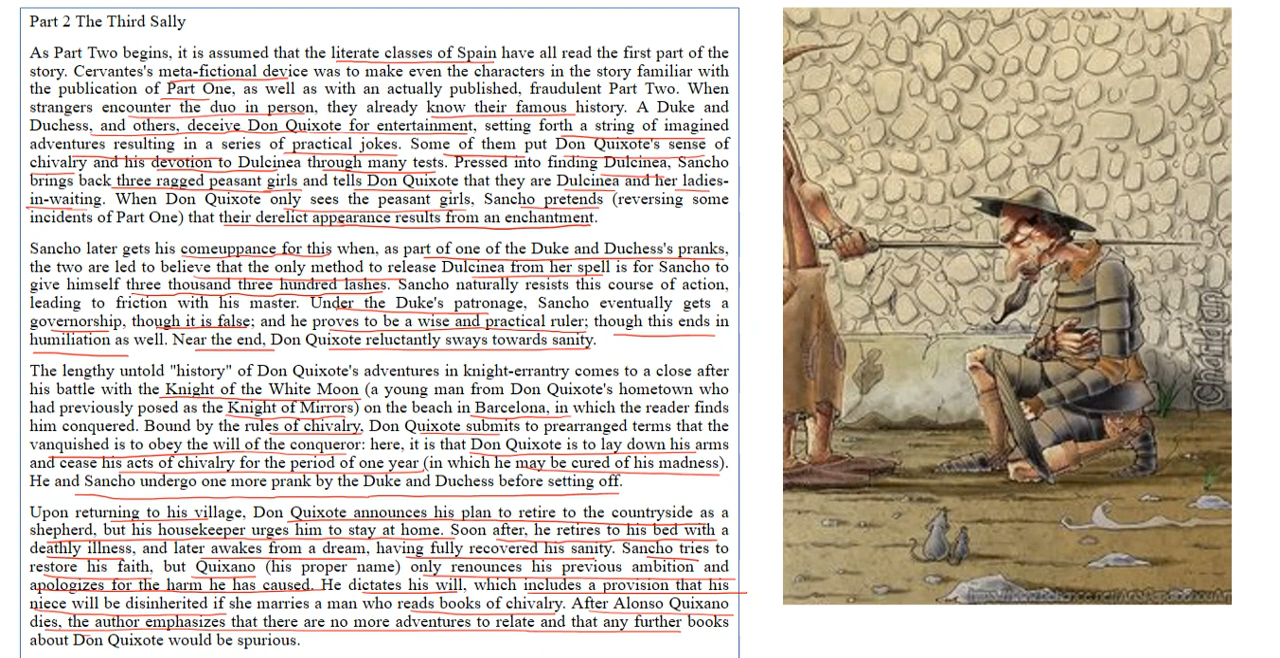 Part 2 The Third Sally
As Part Two begins, it is assumed that the literate classes of Spain have all read the first part of the
story. Cervantes's meta-fictional device was to make even the characters in the story familiar with
the publication of Part One, as well as with an actually published, fraudulent Part Two. When
strangers encounter the duo in person, they already know their famous history. A Duke and
Duchess, and others, deceive Don Quixote for entertainment, setting forth a string of imagined
adventures resulting in a series of practical jokes. Some of them put Don Quixote's sense of
chivalry and his devotion to Dulcinea through many tests. Pressed into finding Dulcinea, Sancho
brings back three ragged peasant girls and tells Don Quixote that they are Dulcinea and her ladies-
in-waiting. When Don Quixote only sees the peasant girls, Sancho pretends (reversing some
incidents of Part One) that their derelict appearance results from an enchantment.
Sancho later gets his comeuppance for this when, as part of one of the Duke and Duchess's pranks,
the two are led to believe that the only method to release Dulcinea from her spell is for Sancho to
give himself three thousand three hundred lashes. Sancho naturally resists this course of action,
leading to friction with his master. Under the Duke's patronage, Sancho eventually gets a
governorship, though it is false; and he proves to be a wise and practical ruler; though this ends in
humiliation as well. Near the end, Don Quixote reluctantly sways towards sanity.
The lengthy untold "history" of Don Quixote's adventures in knight-errantry comes to a close after
his battle with the Knight of the White Moon (a young man from Don Quixote's hometown who
had previously posed as the Knight of Mirrors) on the beach in Barcelona, in which the reader finds
him conquered. Bound by the rules of chivalry, Don Quixote submits to prearranged terms that the
vanquished is to obey the will of the conqueror: here, it is that Don Quixote is to lay down his arms
and cease his acts of chivalry for the period of one year (in which he may be cured of his madness).
He and Sancho undergo one more prank by the Duke and Duchess before setting off.
Upon returning to his village, Don Quixote announces his plan to retire to the countryside as a
shepherd, but his housekeeper urges him to stay at home. Soon after, he retires to his bed with a
deathly illness, and later awakes from a dream, having fully recovered his sanity. Sancho tries to
restore his faith, but Quixano (his proper name) only renounces his previous ambition and
apologizes for the harm he has caused. He dictates his will, which includes a provision that his
niece will be disinherited if she marries a man who reads books of chivalry. After Alonso Quixano
dies, the author emphasizes that there are no more adventures to relate and that any further books
about Don Quixote would be spurious.